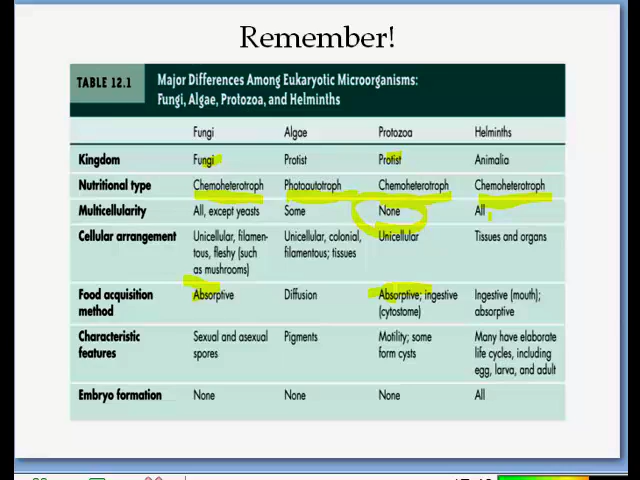 Remember!
TABLE 12.1
Major Differences Among Eukaryotic Microorganisms:
Fungi, Algae, Protozoa, and Helminths
Fungi Algae Protozoa Helminths
Kingdom Fungi Protist Protist Animalia
Nutritional type Chemoheterotroph Photoautotroph Chemoheterotroph Chemoheterotroph
Multicellularity All, except yeasts Some None All
Cellular arrangement Unicellular, filamen- Unicellular, colonial, Unicellular Tissues and organs
tous, fleshy (such filamentous; tissues
as mushrooms)
Food acquisition Absorptive Diffusion Absorptive; ingestive Ingestive (mouth);
method (cytostome) absorptive
Characteristic Sexual and asexual Pigments Motility; some Many have elaborate
features spores form cysts life cycles, including
egg, larva, and adult
Embryo formation None None None All